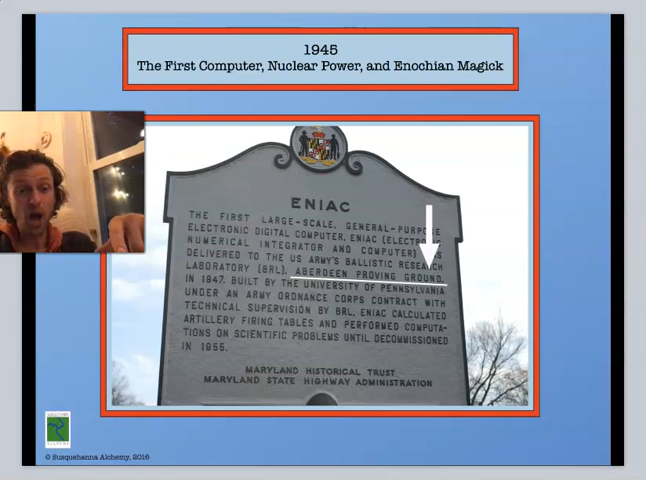 1945
The First Computer, Nuclear Power, and Enochian Magick
ENIAC
THE FIRST LARGE-SCALE, GENERAL-PURPOSE
ELECTRONIC DIGITAL COMPUTER, ENIAC (ELECTRONIC
NUMERICAL INTEGRATOR AND COMPUTER) WAS
DELIVERED TO THE US ARMY'S BALLISTIC RESEARCH
LABORATORY (BRL), ABERDEEN PROVING GROUND,
IN 1947. BUILT BY THE UNIVERSITY OF PENNSYLVANIA
UNDER AN ARMY ORDNANCE CORPS CONTRACT WITH
TECHNICAL SUPERVISION BY BRL, ENIAC CALCULATED
ARTILLERY FIRING TABLES AND PERFORMED COMPUTA-
TIONS ON SCIENTIFIC PROBLEMS UNTIL DECOMMISSIONED
IN 1955.
MARYLAND HISTORICAL TRUST
MARYLAND STATE HIGHWAY ADMINISTRATION
© Susquehanna Alchemy, 2016